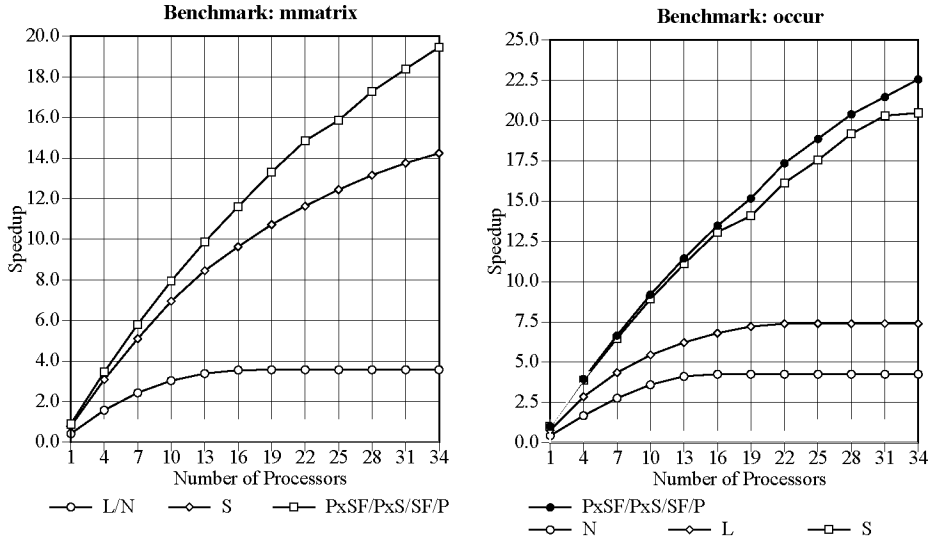 Benchmark: mmatrix
20.0
18.0
16.0
14.0
12.0
10.0
8.0
6.0
4.0
2.0
0.0
Speedup
1 4 7 10 13 16 19 22 25 28 31 34
Number of Processors
L/N S PxSF/PxS/SF/P
Benchmark: occur
25.0
22.5
20.0
17.5
15.0
12.5
10.0
7.5
5.0
2.5
0.0
Speedup
1 4 7 10 13 16 19 22 25 28 31 34
Number of Processors
PxSF/PxS/SF/P
N L S